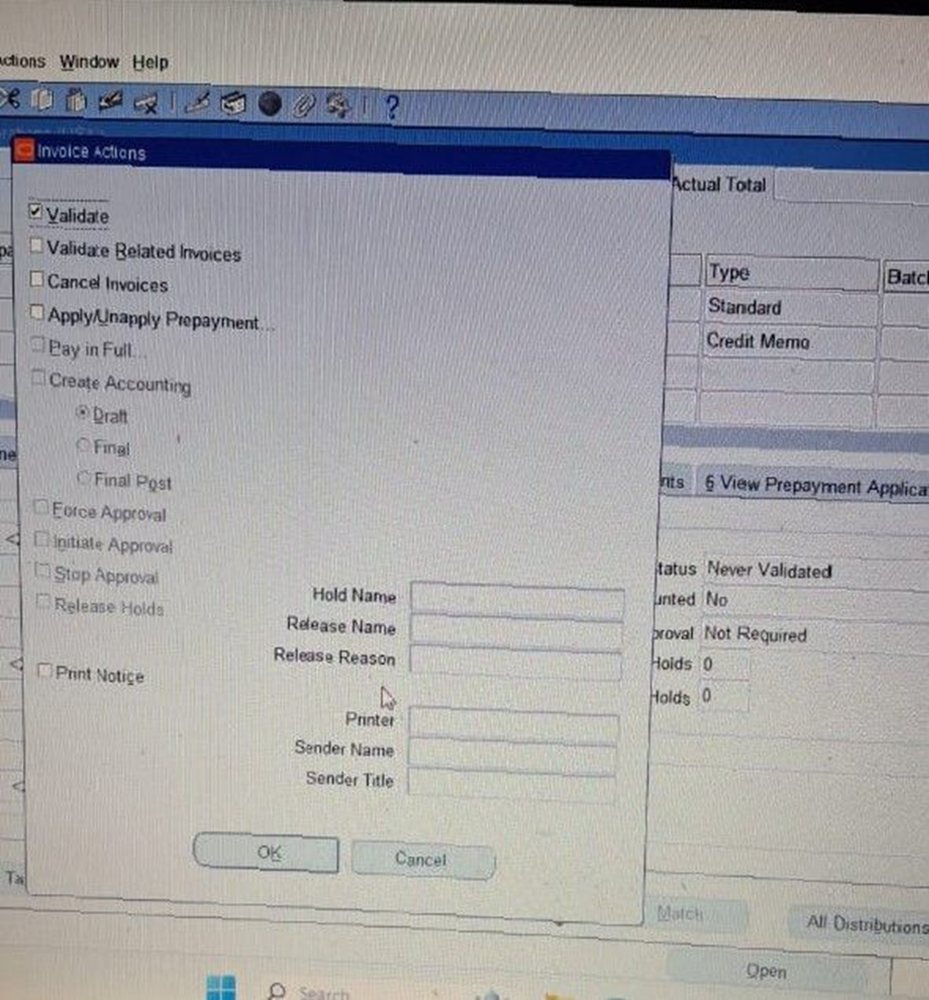 ctions Window Help
?
Invoice Actions
Actual Total
Validate
Validate Related Invoices
Cancel Invoices
Apply/Unapply Prepayment...
Pay in Full...
Create Accounting
Draft
Final
Final Post
Force Approval
Initiate Approval
Stop Approval
Release Holds
Print Notice
Hold Name
Release Name
Release Reason
Printer
Sender Name
Sender Title
OK
Cancel
Type
Batc
Standard
Credit Memo
nts
6 View Prepayment Applica
tatus Never Validated
unted No
proval Not Required
Holds 0
Holds 0
Ta
Match
All Distributions
Open
Search